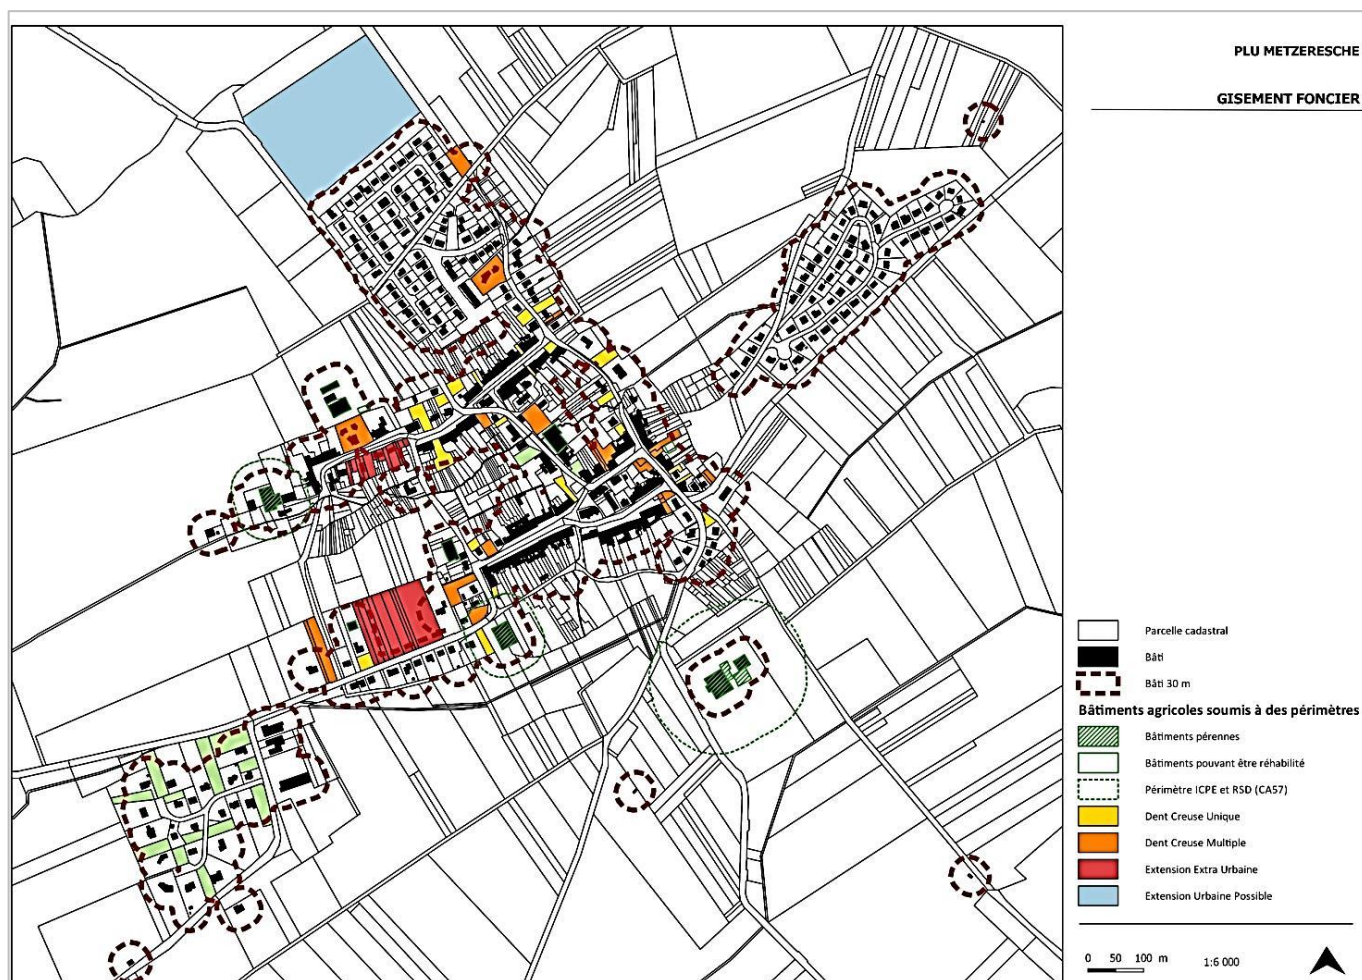 PLU METZERESCHE
GISEMENT FONCIER
Parcelle cadastral
Bâti
Bâti 30 m
Bâtiments agricoles soumis à des périmètres
Bâtiments pérennes
Bâtiments pouvant être réhabilité
Périmètre ICPE et RSD (CA57)
Dent Creuse Unique
Dent Creuse Multiple
Extension Extra Urbaine
Extension Urbaine Possible
0 50 100 m
1:6 000